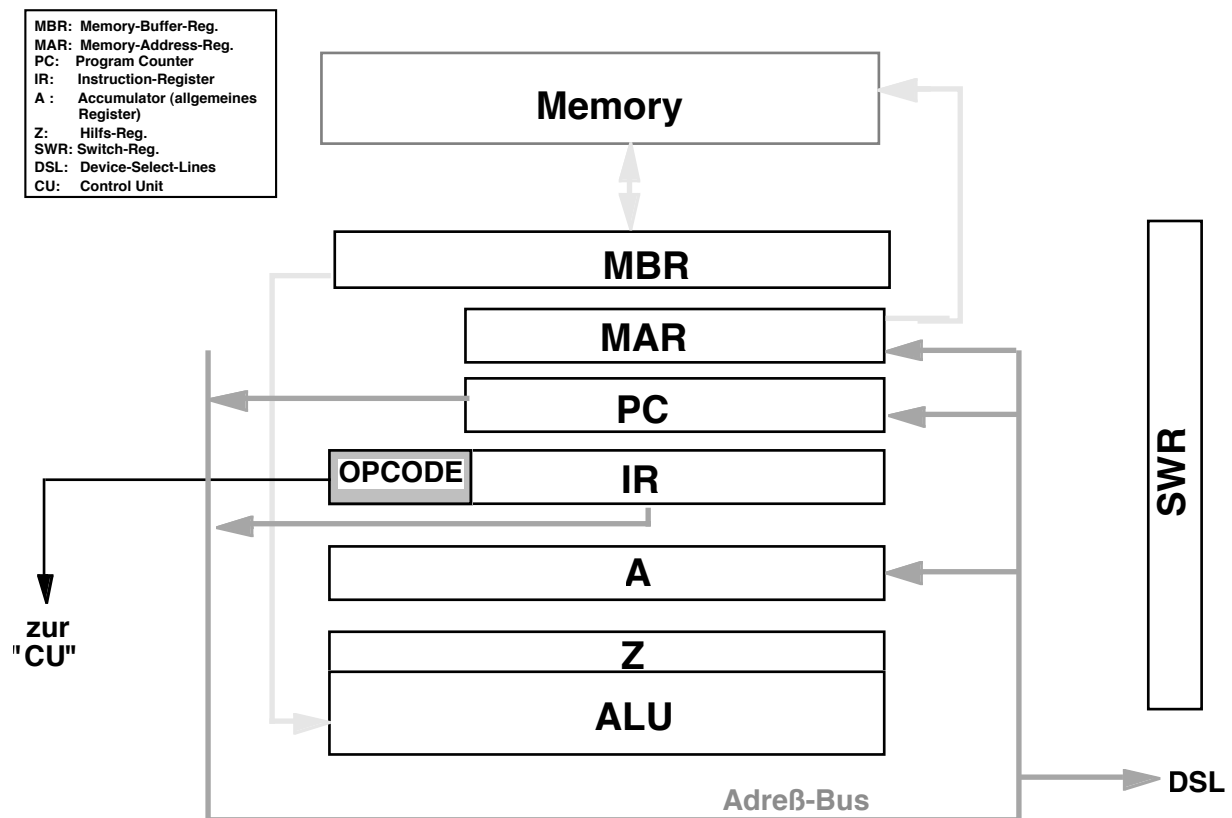 MBR: Memory-Buffer-Reg.
MAR: Memory-Address-Reg.
PC: Program Counter
IR: Instruction-Register
A : Accumulator (allgemeines
Register)
Z: Hilfs-Reg.
SWR: Switch-Reg.
DSL: Device-Select-Lines
CU: Control Unit
Memory
MBR
MAR
PC
OPCODE
IR
A
zur
"CU"
Z
ALU
SWR
DSL
Adreß-Bus